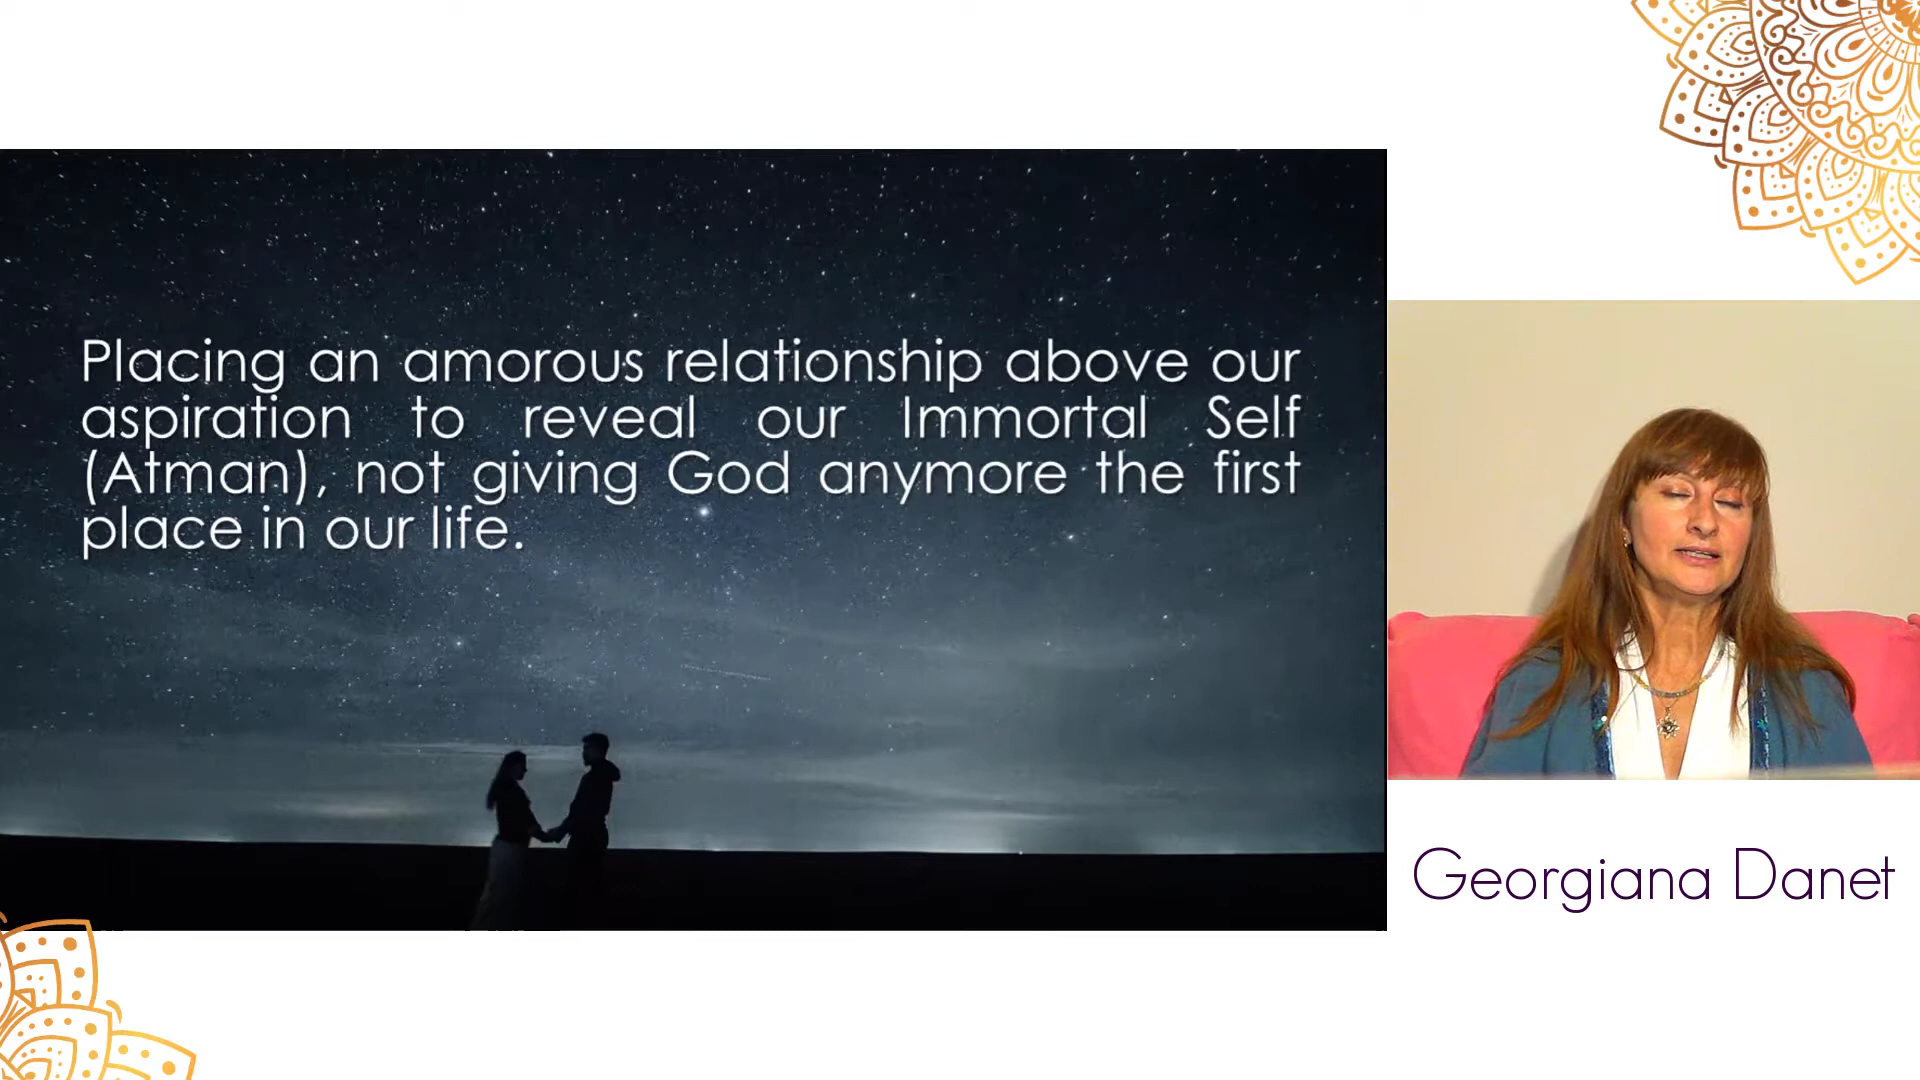 Placing an amorous relationship above our
aspiration to reveal our Immortal Self
(Atman), not giving God anymore the first
place in our life.
Georgiana Danet